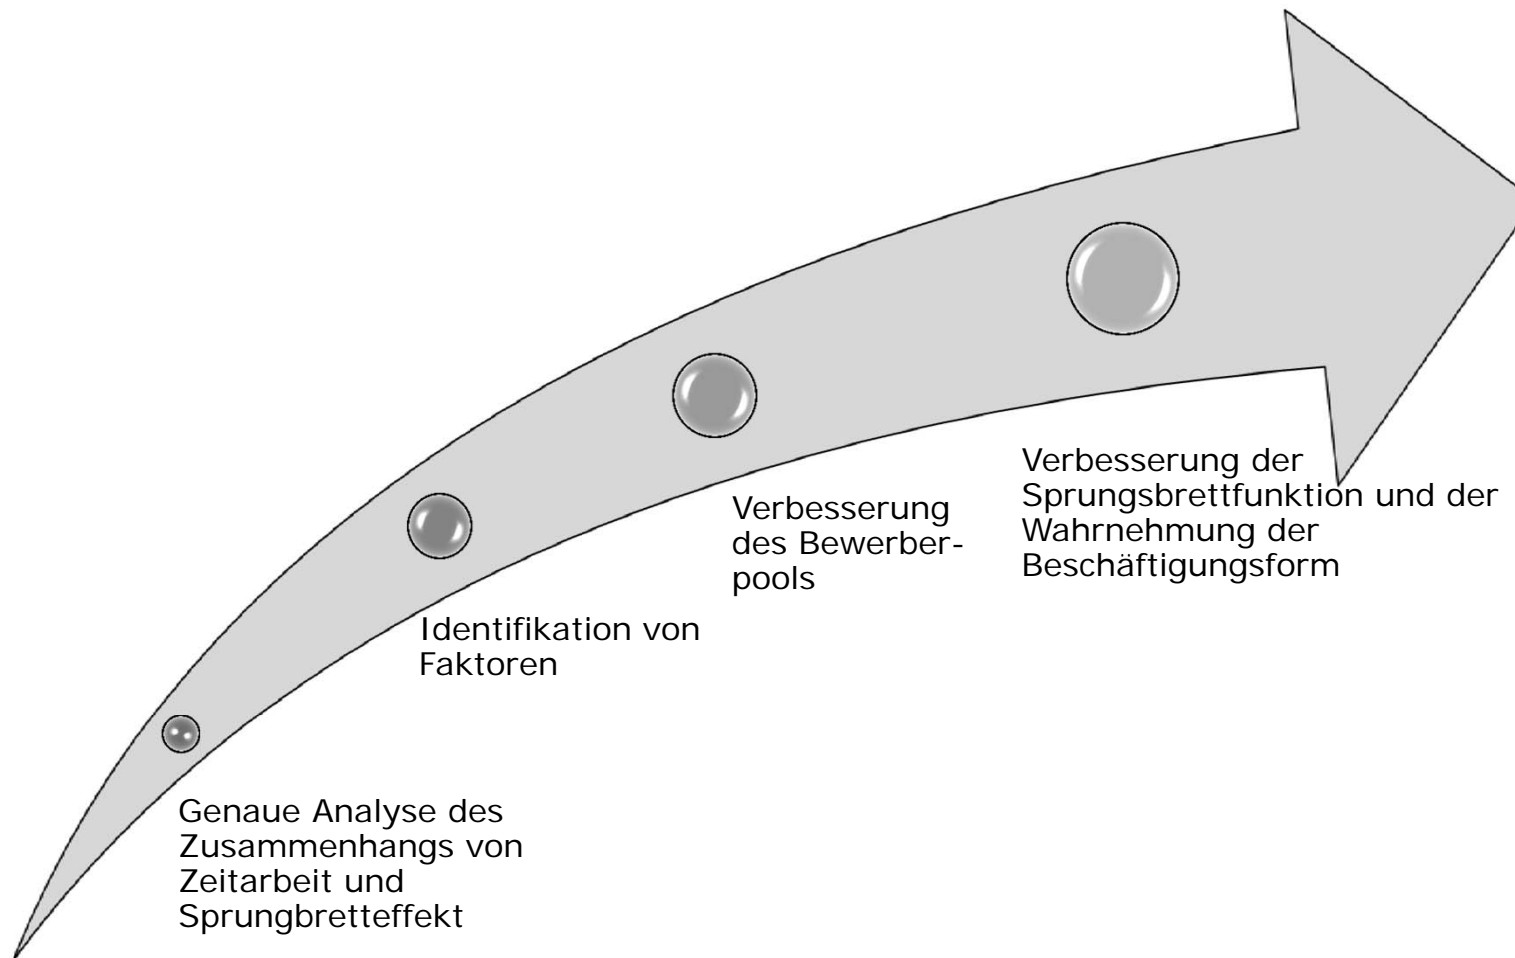 Genaue Analyse des
Zusammenhangs von
Zeitarbeit und
Sprungbretteffekt
Identifikation von
Faktoren
Verbesserung
des Bewerber-
pools
Verbesserung der
Sprungsbrettfunktion und der
Wahrnehmung der
Beschäftigungsform